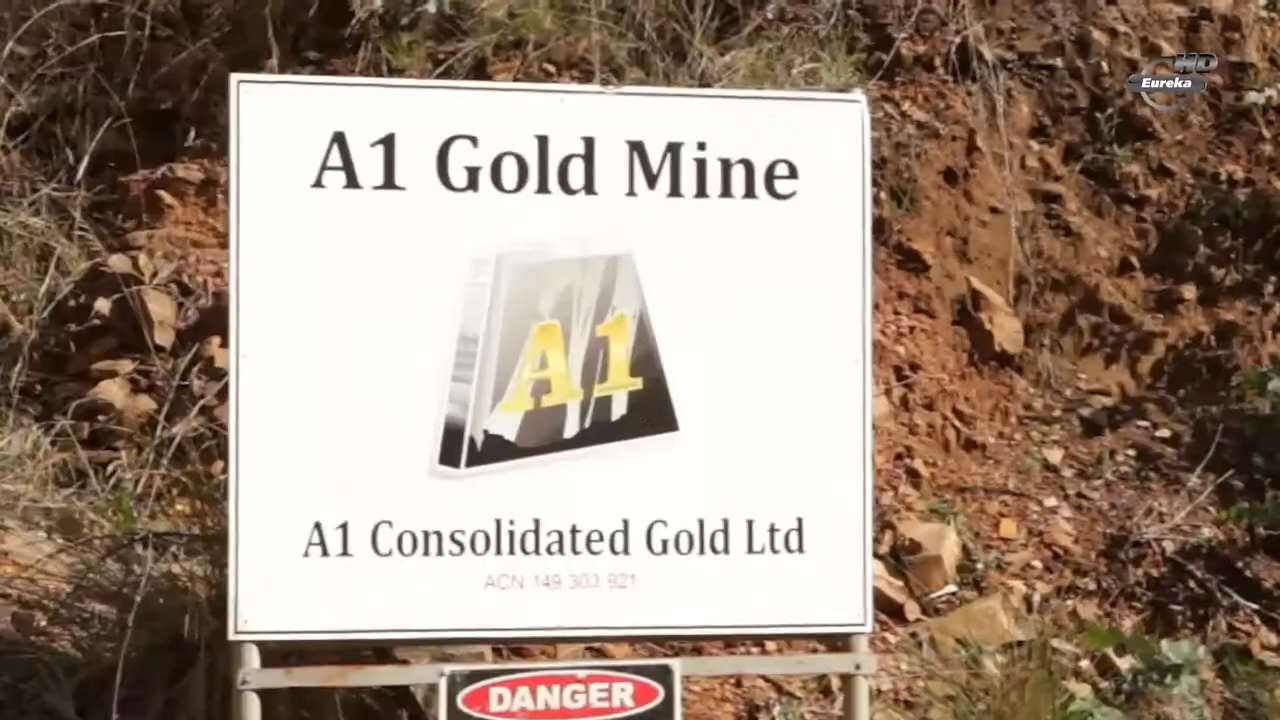 HD
Eureka
A1 Gold Mine
A1
A1 Consolidated Gold Ltd
ACN 149 303 921
DANGER